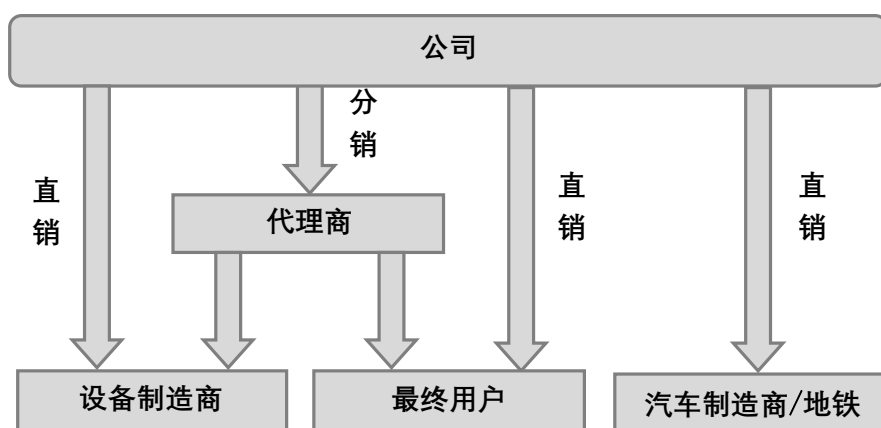 公司
分销
直销
直销
直销
代理商
设备制造商
最终用户
汽车制造商/地铁